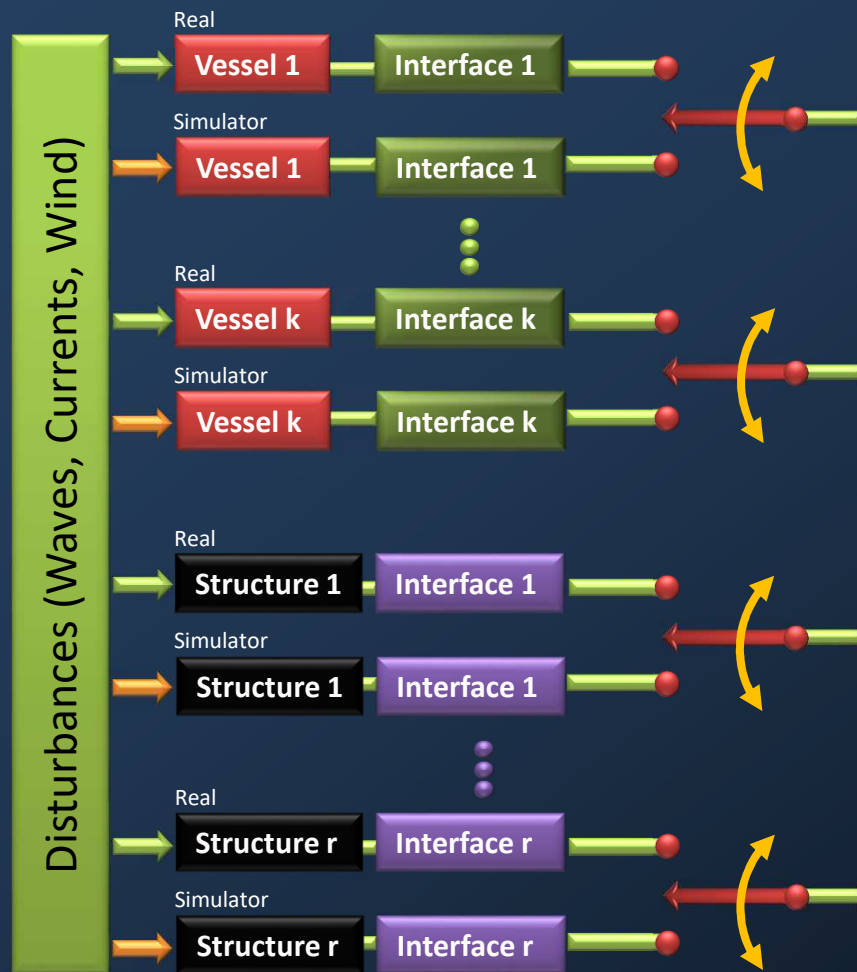 Disturbances (Waves, Currents, Wind)
Real
Vessel 1 Interface 1
Simulator
Vessel 1 Interface 1
Real
Vessel k Interface k
Simulator
Vessel k Interface k
Real
Structure 1 Interface 1
Simulator
Structure 1 Interface 1
Real
Structure r Interface r
Simulator
Structure r Interface r